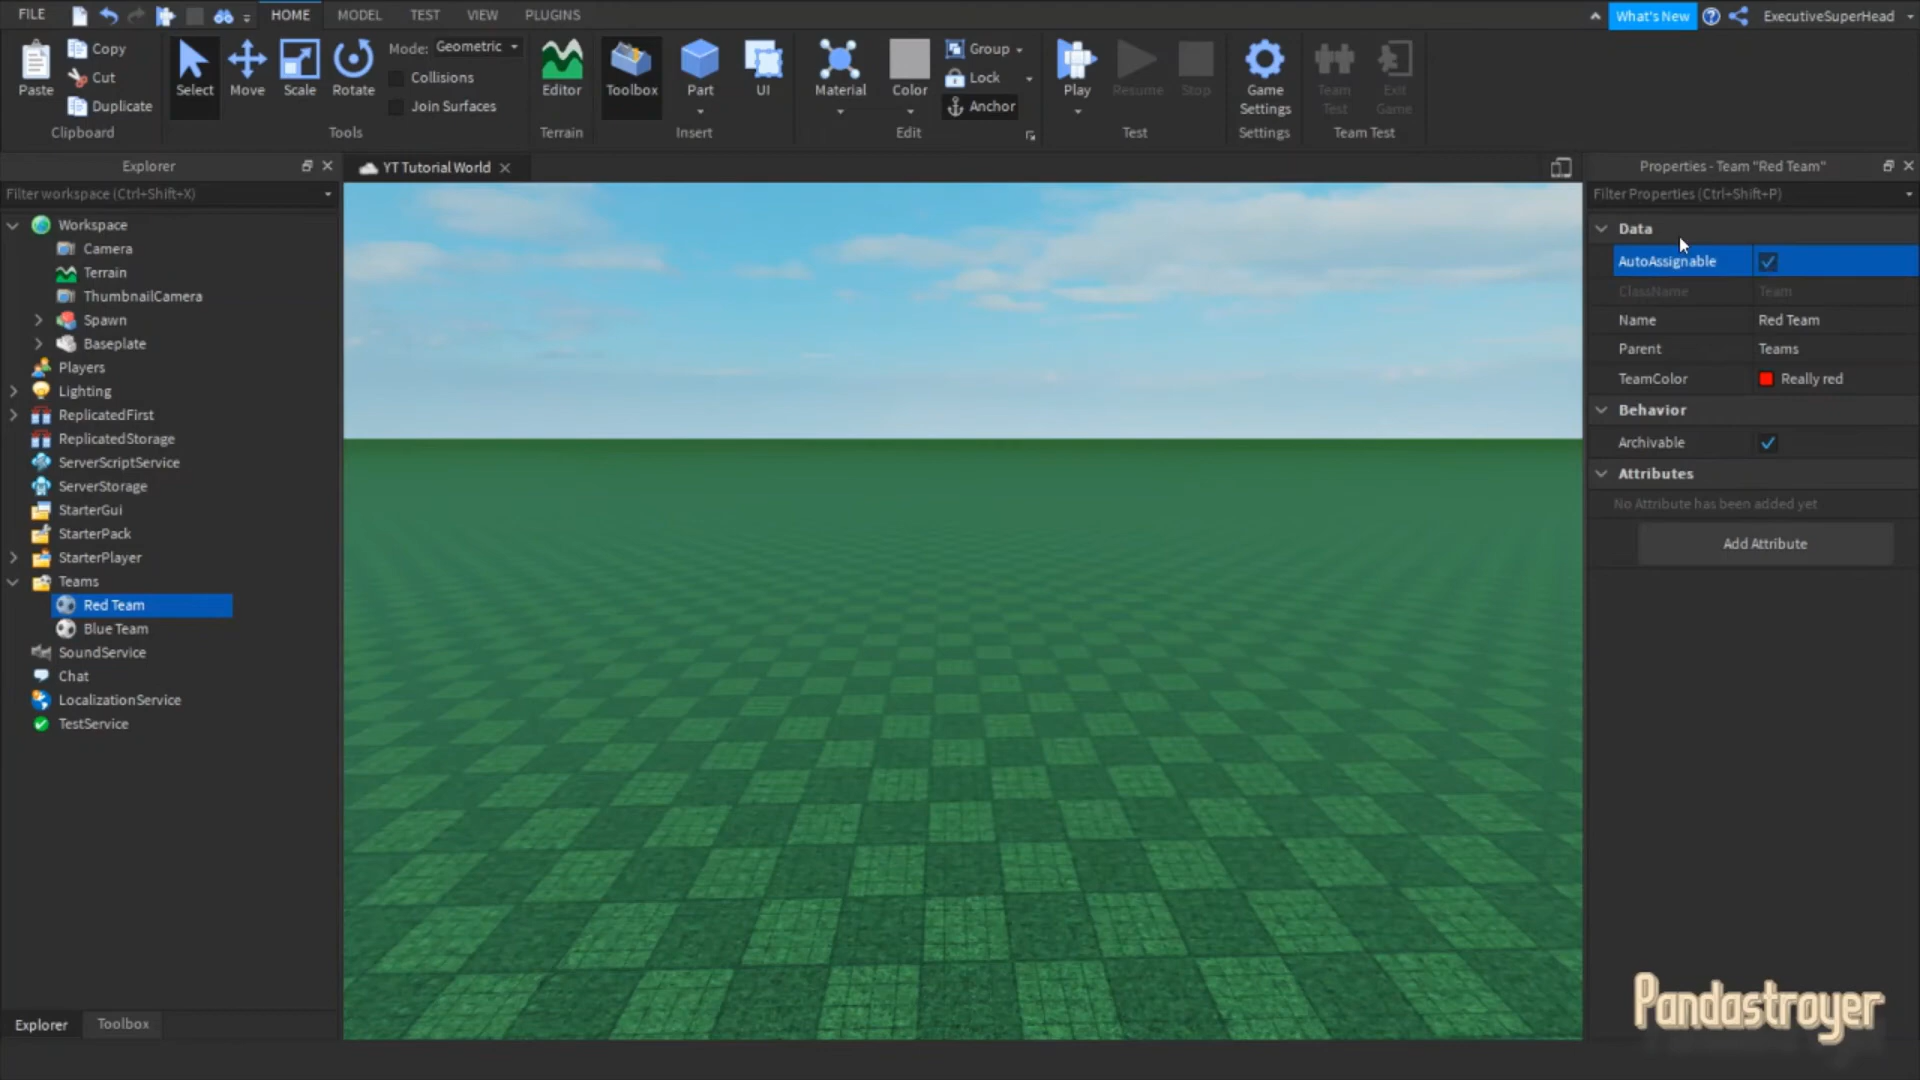 FILE HOME MODEL TEST VIEW PLUGINS What's New ExecutiveSuperHead
Paste Copy Cut Duplicate
Clipboard
Select Move Scale Rotate Mode: Geometric Collisions Join Surfaces
Tools
Editor
Terrain
Toolbox Part UI
Insert
Material Color Group Lock Anchor
Edit
Play Resume Stop
Test
Game Settings
Settings
Team Test Exit Game
Team Test
Explorer
Filter workspace (Ctrl+Shift+X)
Workspace
Camera
Terrain
ThumbnailCamera
Spawn
Baseplate
Players
Lighting
ReplicatedFirst
ReplicatedStorage
ServerScriptService
ServerStorage
StarterGui
StarterPack
StarterPlayer
Teams
Red Team
Blue Team
SoundService
Chat
LocalizationService
TestService
Explorer Toolbox
YT Tutorial World
Properties - Team "Red Team"
Filter Properties (Ctrl+Shift+P)
Data
AutoAssignable
ClassName Team
Name Red Team
Parent Teams
TeamColor Really red
Behavior
Archivable
Attributes
No Attribute has been added yet
Add Attribute
Pandastroyer